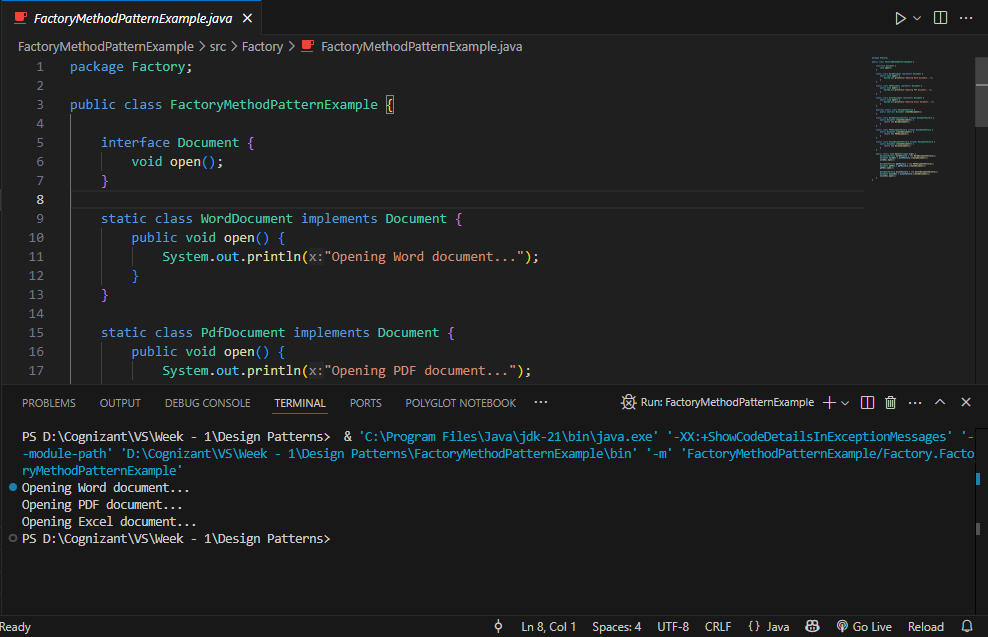 FactoryMethodPatternExample.java
FactoryMethodPatternExample > src > Factory > FactoryMethodPatternExample.java
1 package Factory;
2
3 public class FactoryMethodPatternExample {
4
5 interface Document {
6 void open();
7 }
8
9 static class WordDocument implements Document {
10 public void open() {
11 System.out.println(x:"Opening Word document...");
12 }
13 }
14
15 static class PdfDocument implements Document {
16 public void open() {
17 System.out.println(x:"Opening PDF document...");
PROBLEMS OUTPUT DEBUG CONSOLE TERMINAL PORTS POLYGLOT NOTEBOOK ... Run: FactoryMethodPatternExample
PS D:\Cognizant\VS\Week - 1\Design Patterns>  & 'C:\Program Files\Java\jdk-21\bin\java.exe' '-XX:+ShowCodeDetailsInExceptionMessages' '-
-module-path' 'D:\Cognizant\VS\Week - 1\Design Patterns\FactoryMethodPatternExample\bin' '-m' 'FactoryMethodPatternExample/Factory.Facto
ryMethodPatternExample'
Opening Word document...
Opening PDF document...
Opening Excel document...
PS D:\Cognizant\VS\Week - 1\Design Patterns>
Ready Ln 8, Col 1 Spaces: 4 UTF-8 CRLF {} Java Go Live Reload